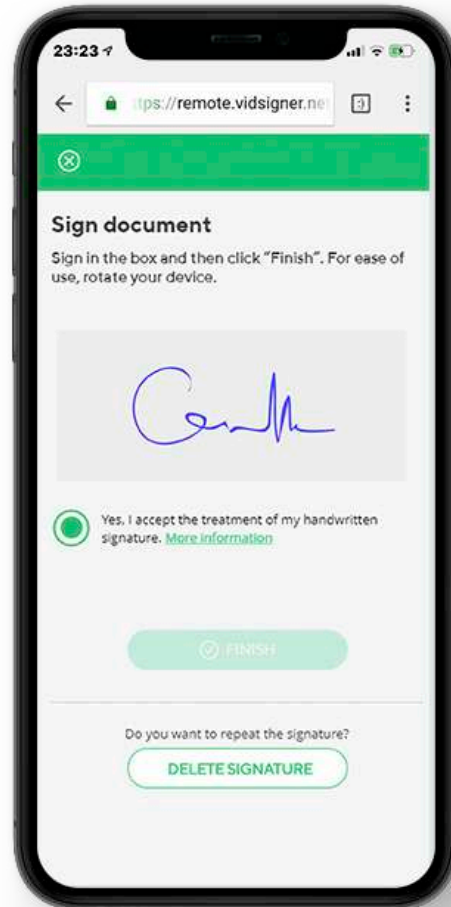 23:23
tps://remote.vidsigner.ne
Sign document
Sign in the box and then click "Finish". For ease of
use, rotate your device.
Yes, I accept the treatment of my handwritten
signature. More information
FINISH
Do you want to repeat the signature?
DELETE SIGNATURE